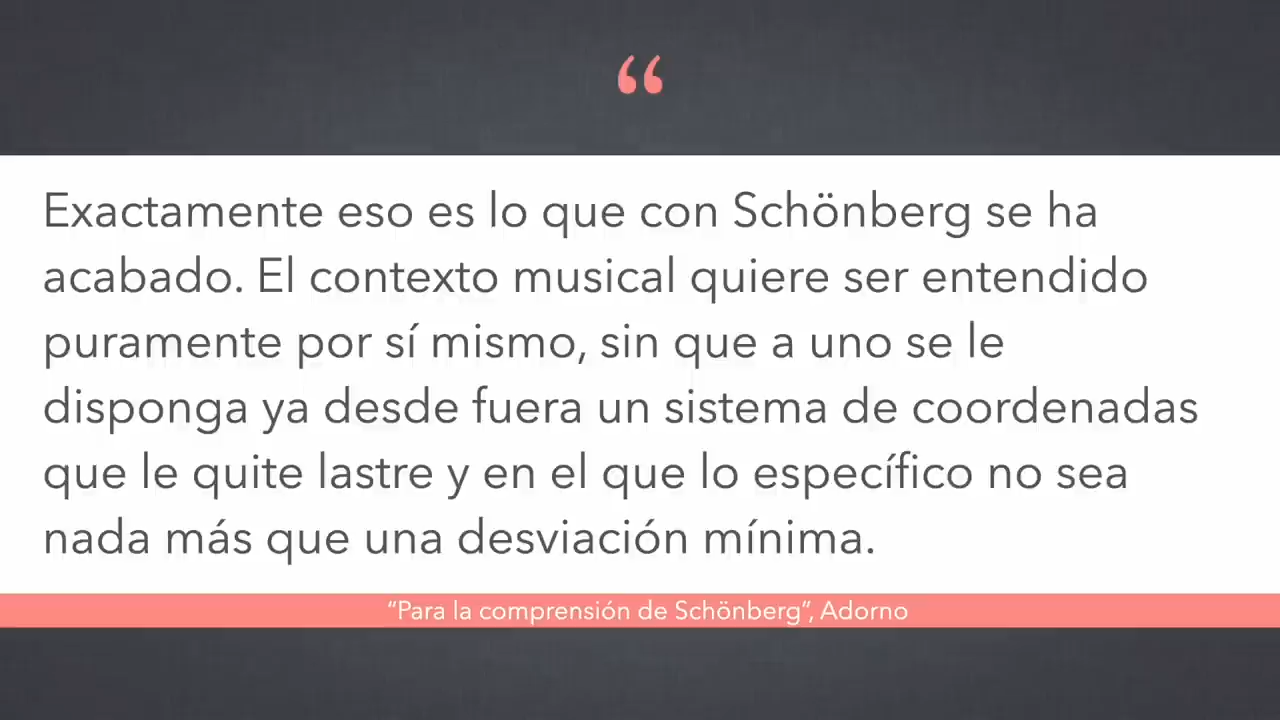 “
Exactamente eso es lo que con Schönberg se ha
acabado. El contexto musical quiere ser entendido
puramente por sí mismo, sin que a uno se le
disponga ya desde fuera un sistema de coordenadas
que le quite lastre y en el que lo específico no sea
nada más que una desviación mínima.
“Para la comprensión de Schönberg”, Adorno